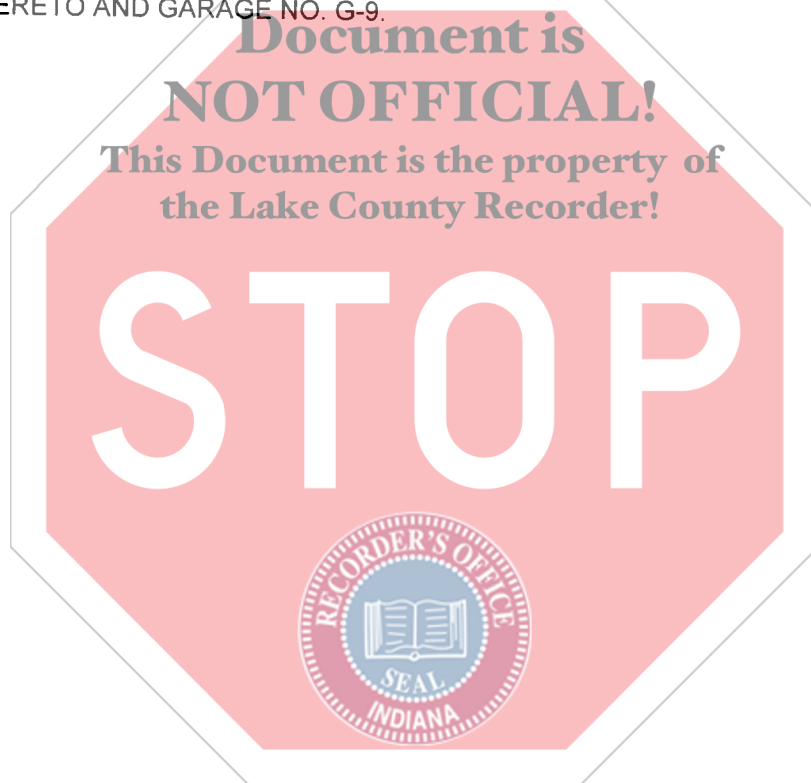 ERETO AND GARAGE NO. G-9.
Document is
NOT OFFICIAL!
This Document is the property of
the Lake County Recorder!
STOP
RECORDER'S OFFICE
SEAL
INDIANA